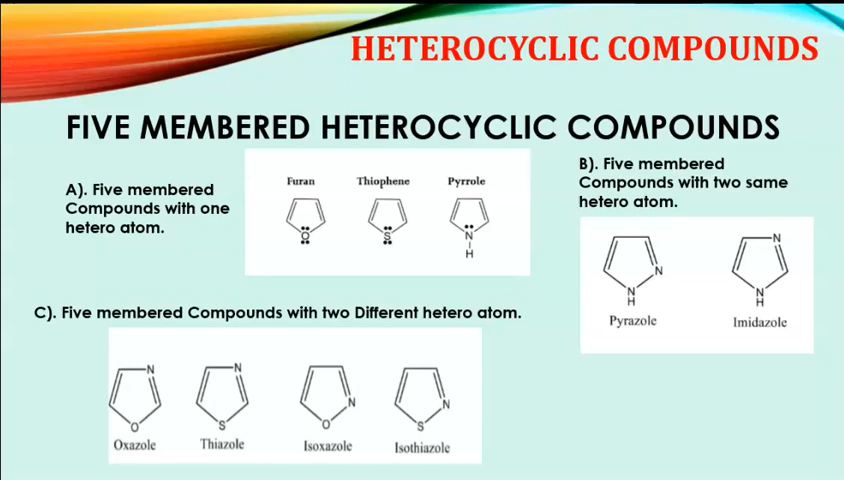 HETEROCYCLIC COMPOUNDS
FIVE MEMBERED HETEROCYCLIC COMPOUNDS
A). Five membered
Compounds with one
hetero atom.
Furan Thiophene Pyrrole
O S N
H
B). Five membered
Compounds with two same
hetero atom.
N N
N N
H H
Pyrazole Imidazole
C). Five membered Compounds with two Different hetero atom.
N N
N N
O S O S
Oxazole Thiazole Isoxazole Isothiazole